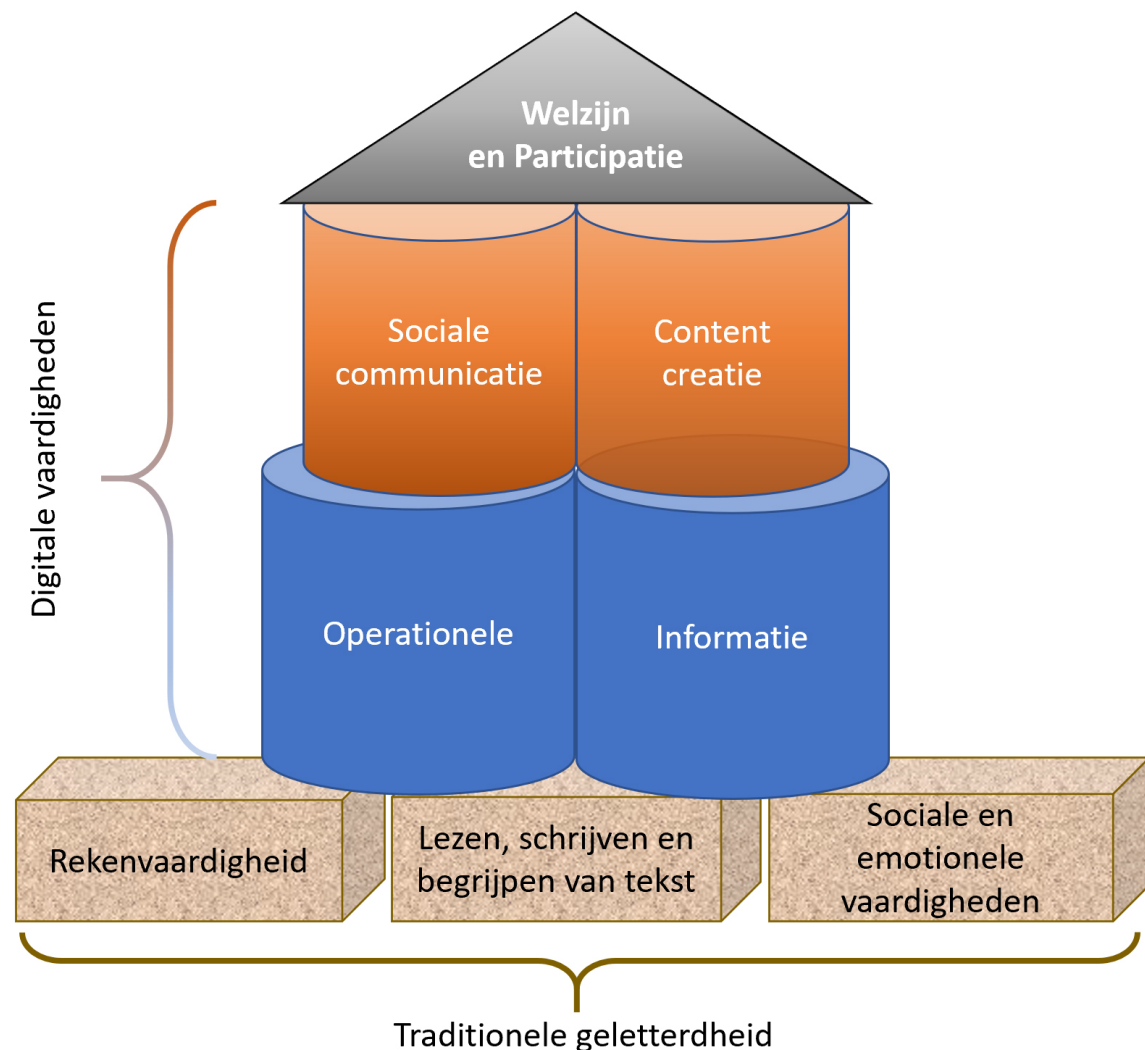 Welzijn
en Participatie
Digitale vaardigheden
Sociale
communicatie
Content
creatie
Operationele
Informatie
Rekenvaardigheid
Lezen, schrijven en
begrijpen van tekst
Sociale en
emotionele
vaardigheden
Traditionele geletterdheid